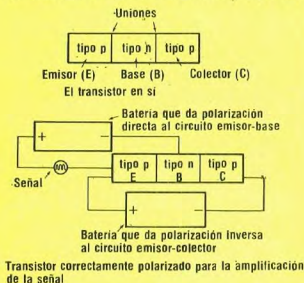 Uniones
tipo p tipo n tipo p
Emisor (E) Base (B) Colector (C)
El transistor en sí
Batería que da polarización
directa al circuito emisor-base
+ −
Señal
tipo p tipo n tipo p
E B C
+ −
Batería que da polarización inversa
al circuito emisor-colector
Transistor correctamente polarizado para la amplificación
de la señal